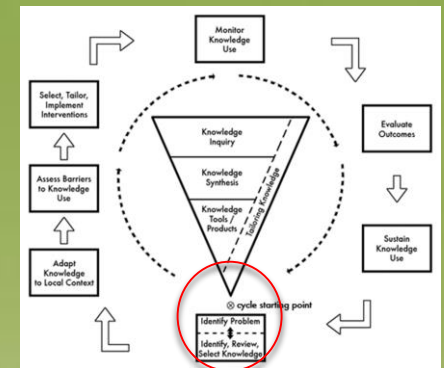 Monitor
Knowledge
Use
Select, Tailor,
Implement
Interventions
Evaluate
Outcomes
Knowledge
Inquiry
Knowledge
Synthesis
Knowledge
Tools
Products
Tailoring Knowledge
Assess Barriers
to Knowledge
Use
Sustain
Knowledge
Use
Adapt
Knowledge
to Local Context
cycle starting point
Identify Problem
Identify, Review,
Select Knowledge